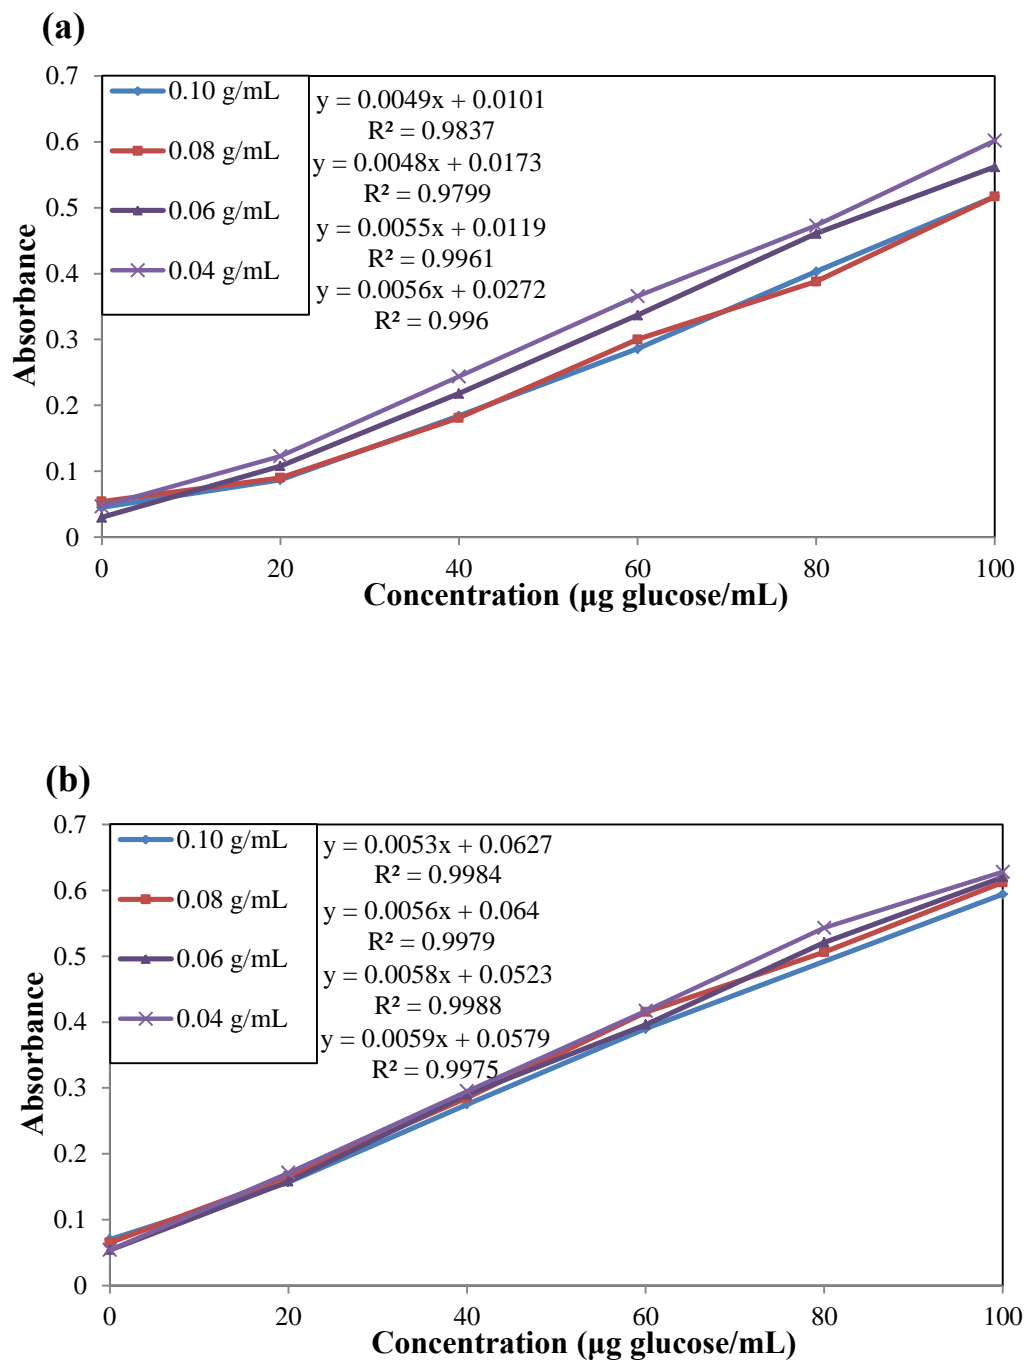 (a)
0.7
0.6
0.5
0.4
0.3
0.2
0.1
0
Absorbance
0.10 g/mL
0.08 g/mL
0.06 g/mL
0.04 g/mL
y = 0.0049x + 0.0101
R² = 0.9837
y = 0.0048x + 0.0173
R² = 0.9799
y = 0.0055x + 0.0119
R² = 0.9961
y = 0.0056x + 0.0272
R² = 0.996
0 20 40 60 80 100
Concentration (µg glucose/mL)
(b)
0.7
0.6
0.5
0.4
0.3
0.2
0.1
0
Absorbance
0.10 g/mL
0.08 g/mL
0.06 g/mL
0.04 g/mL
y = 0.0053x + 0.0627
R² = 0.9984
y = 0.0056x + 0.064
R² = 0.9979
y = 0.0058x + 0.0523
R² = 0.9988
y = 0.0059x + 0.0579
R² = 0.9975
0 20 40 60 80 100
Concentration (µg glucose/mL)